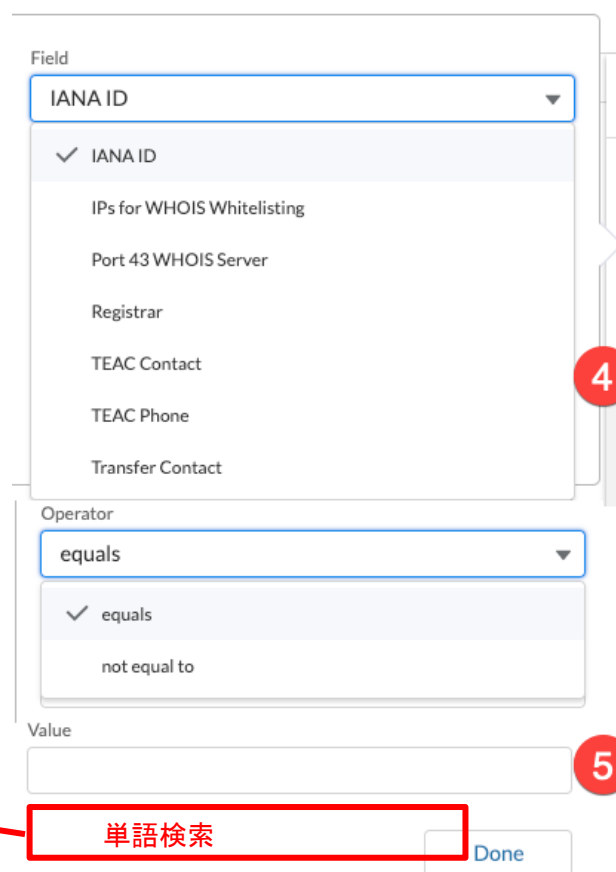 Field
IANA ID
IANA ID
IPs for WHOIS Whitelisting
Port 43 WHOIS Server
Registrar
TEAC Contact
4
TEAC Phone
Transfer Contact
Operator
equals
equals
not equal to
Value
5
単語検索
Done